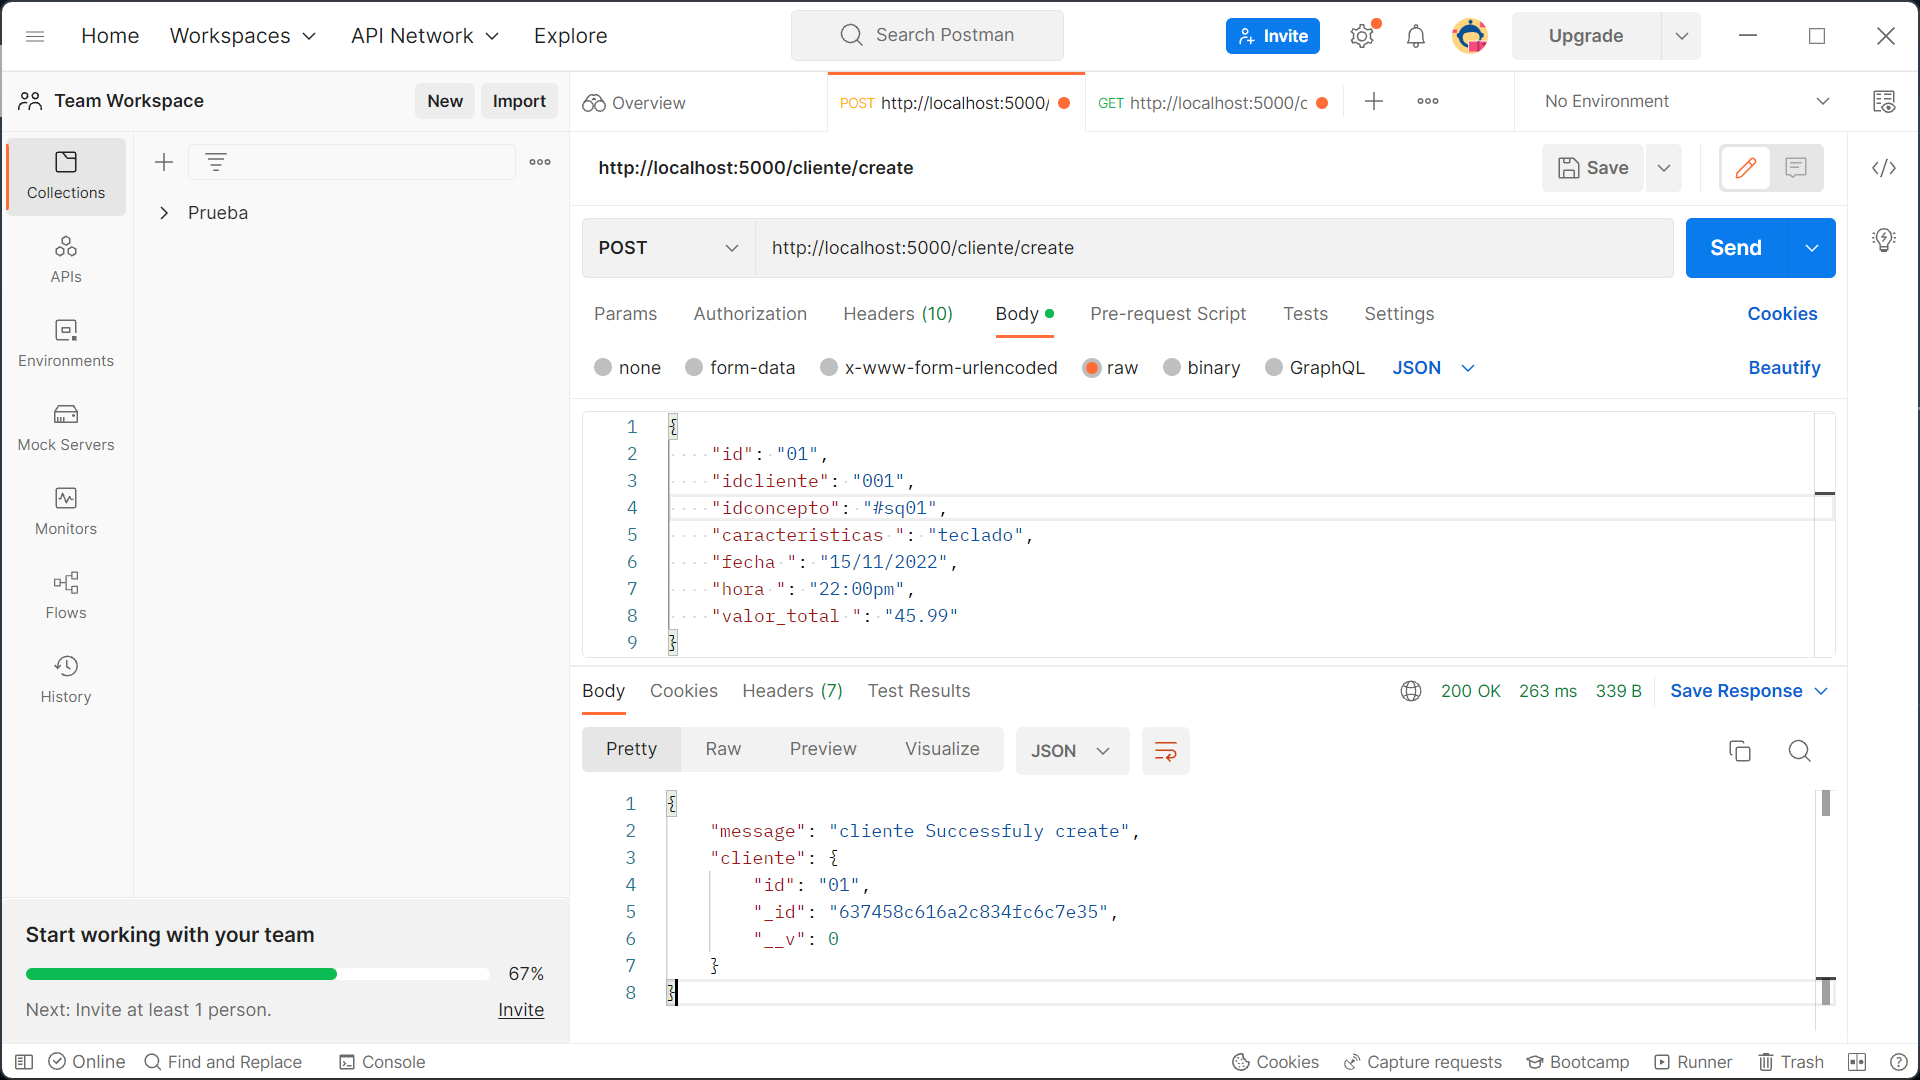 Home Workspaces API Network Explore Search Postman Invite Upgrade
Team Workspace New Import
Overview POST http://localhost:5000/ GET http://localhost:5000/c No Environment
Collections
APIs
Environments
Mock Servers
Monitors
Flows
History
Prueba
http://localhost:5000/cliente/create Save
POST http://localhost:5000/cliente/create Send
Params Authorization Headers (10) Body Pre-request Script Tests Settings Cookies
none form-data x-www-form-urlencoded raw binary GraphQL JSON Beautify
1 {
2 "id": "01",
3 "idcliente": "001",
4 "idconcepto": "#sq01",
5 "caracteristicas ": "teclado",
6 "fecha ": "15/11/2022",
7 "hora ": "22:00pm",
8 "valor_total ": "45.99"
9 }
Body Cookies Headers (7) Test Results 200 OK 263 ms 339 B Save Response
Pretty Raw Preview Visualize JSON
1 {
2 "message": "cliente Successfuly create",
3 "cliente": {
4 "id": "01",
5 "_id": "637458c616a2c834fc6c7e35",
6 "__v": 0
7 }
8 }
Start working with your team
67%
Next: Invite at least 1 person. Invite
Online Find and Replace Console Cookies Capture requests Bootcamp Runner Trash